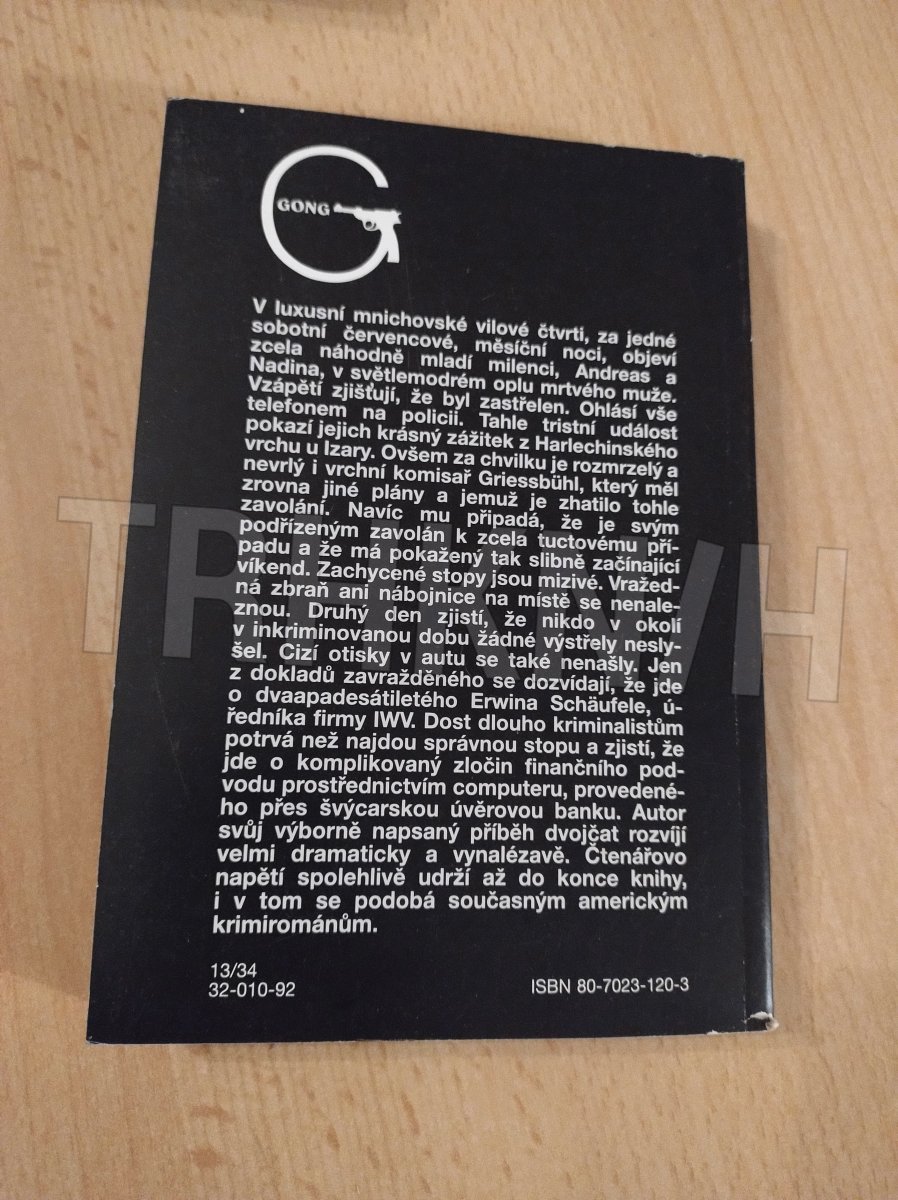 GONG
V luxusní mnichovské vilové čtvrti, za jedné
sobotní červencové, měsíční noci, objeví
zcela náhodně mladí milenci, Andreas a
Nadina, v světlemodrém oplu mrtvého muže.
Vzápětí zjišťují, že byl zastřelen. Ohlásí vše
telefonem na policii. Tahle tristní událost
pokazí jejich krásný zážitek z Harlechinského
vrchu u Izary. Ovšem za chvilku je rozmrzelý a
nevrlý i vrchní komisař Griessbühl, který měl
zrovna jiné plány a jemuž je zhatilo tohle
zavolání. Navíc mu připadá, že je svým
podřízeným zavolán k zcela tuctovému pří-
padu a že má pokažený tak slibně začínající
víkend. Zachycené stopy jsou mizivé. Vražed-
ná zbraň ani nábojnice na místě se nenale-
znou. Druhý den zjistí, že nikdo v okolí
v inkriminovanou dobu žádné výstřely nesly-
šel. Cizí otisky v autu se také nenašly. Jen
z dokladů zavražděného se dozvídají, že jde
o dvaapadesátiletého Erwina Schäufele, ú-
ředníka firmy IWV. Dost dlouho kriminalistům
potrvá než najdou správnou stopu a zjistí, že
jde o komplikovaný zločin finančního pod-
vodu prostřednictvím computeru, provedené-
ho přes švýcarskou úvěrovou banku. Autor
svůj výborně napsaný příběh dvojčat rozvíjí
velmi dramaticky a vynalézavě. Čtenářovo
napětí spolehlivě udrží až do konce knihy,
i v tom se podobá současným americkým
krimirománům.
13/34
32-010-92
ISBN 80-7023-120-3